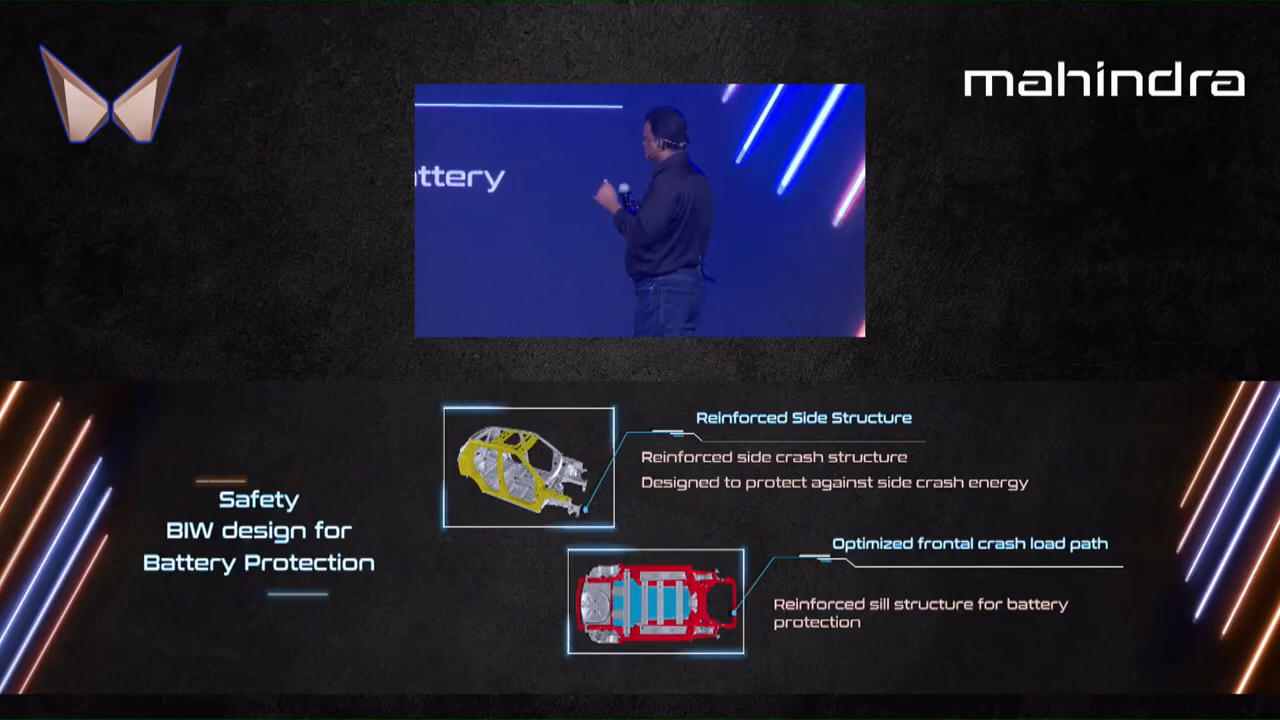 mahindra
ttery
Safety
BIW design for
Battery Protection
Reinforced Side Structure
Reinforced side crash structure
Designed to protect against side crash energy
Optimized frontal crash load path
Reinforced sill structure for battery
protection